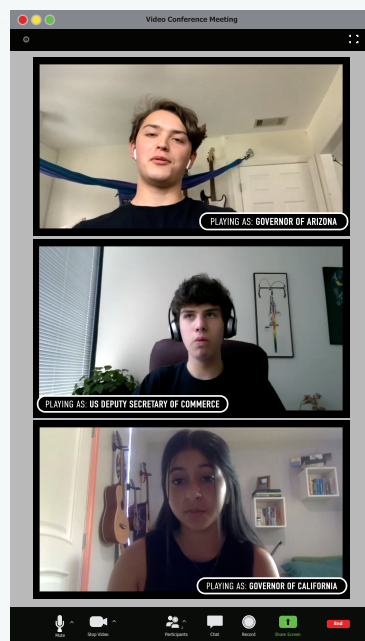 Video Conference Meeting
PLAYING AS: GOVERNOR OF ARIZONA
PLAYING AS: US DEPUTY SECRETARY OF COMMERCE
PLAYING AS: GOVERNOR OF CALIFORNIA
Mute
Stop Video
Participants
Chat
Record
Share Screen
End